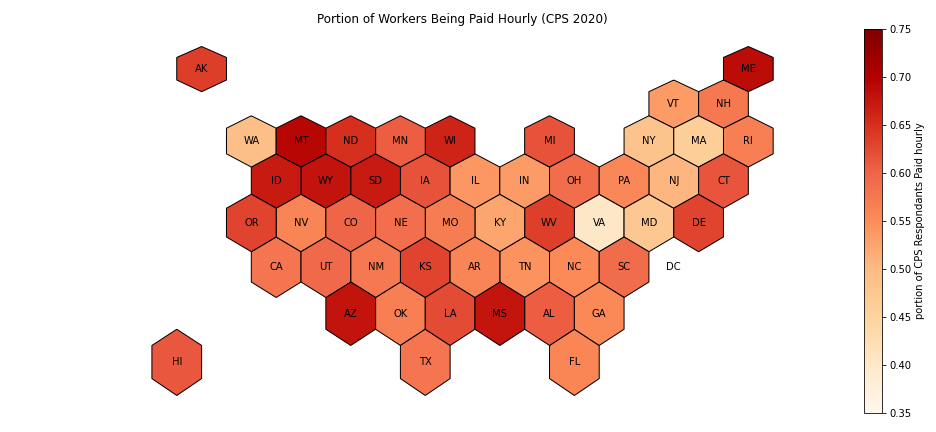 Portion of Workers Being Paid Hourly (CPS 2020)
AK
ME
VT
NH
WA
MT
ND
MN
WI
MI
NY
MA
RI
ID
WY
SD
IA
IL
IN
OH
PA
NJ
CT
OR
NV
CO
NE
MO
KY
WV
VA
MD
DE
CA
UT
NM
KS
AR
TN
NC
SC
DC
AZ
OK
LA
MS
AL
GA
HI
TX
FL
0.75
0.70
0.65
0.60
0.55
0.50
0.45
0.40
0.35
portion of CPS Respondants Paid hourly